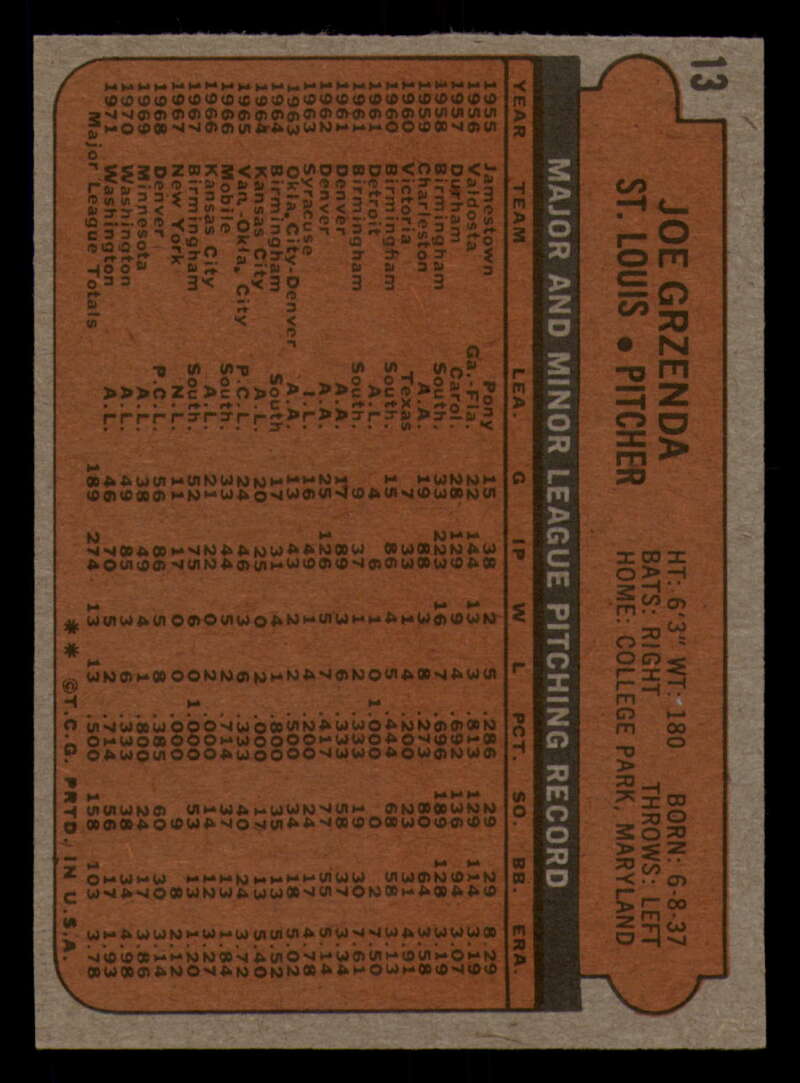 13
JOE GRZENDA
ST. LOUIS • PITCHER
HT: 6'3" WT: 180 BORN: 6-8-37
BATS: RIGHT THROWS: LEFT
HOME: COLLEGE PARK, MARYLAND
MAJOR AND MINOR LEAGUE PITCHING RECORD
YEAR TEAM LEA. G IP W L PCT. SO. BB. ERA.
1955 Jamestown Pony 15 38 2 5 .286 29 29 8.29
1956 Valdosta Ga.-Fla. 22 144 13 3 .813 129 114 3.19
1957 Durham Carol. 28 129 9 4 .692 136 94 3.07
1958 Birmingham South. 33 223 16 7 .696 189 128 3.19
1959 Charleston A.A. 19 88 3 8 .273 80 64 3.58
1960 Victoria Texas 7 33 1 4 .200 23 31 4.91
1960 Birmingham South. 15 86 4 5 .444 68 58 3.13
1961 Detroit A.L. 4 6 1 0 1.000 0 2 7.50
1961 Birmingham South. 9 37 1 2 .333 19 30 7.61
1961 Denver A.A. 17 89 3 6 .333 58 37 3.34
1962 Denver A.A. 25 126 5 7 .417 77 55 5.14
1963 Syracuse I.L. 16 49 1 4 .200 24 17 4.78
1963 Okla. City-Denver A.A. 13 43 2 2 .500 34 18 5.02
1964 Birmingham South 17 31 4 1 .800 35 13 5.52
1964 Kansas City A.L. 20 25 0 2 .000 17 13 5.40
1965 Van.-Okla. City P.C.L. 24 46 3 6 .333 40 24 3.72
1966 Mobile South. 33 44 5 2 .714 37 13 1.84
1966 Kansas City A.L. 21 22 0 2 .000 14 12 3.27
1967 Birmingham South. 52 75 6 0 1.000 53 13 1.20
1967 New York N.L. 11 17 0 0 .000 9 8 2.12
1968 Denver P.C.L. 56 86 5 8 .385 60 30 3.14
1969 Minnesota A.L. 38 49 4 1 .800 24 17 3.86
1970 Washington A.L. 49 85 3 6 .333 38 34 4.98
1971 Washington A.L. 46 70 5 2 .714 56 17 1.93
Major League Totals 189 274 13 13 .500 158 103 3.78
** ©T.C.G. PRTD. IN U.S.A.